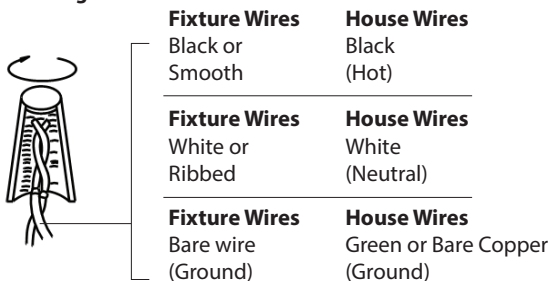 Fixture Wires House Wires
Black or Black
Smooth (Hot)
Fixture Wires House Wires
White or White
Ribbed (Neutral)
Fixture Wires House Wires
Bare wire Green or Bare Copper
(Ground) (Ground)